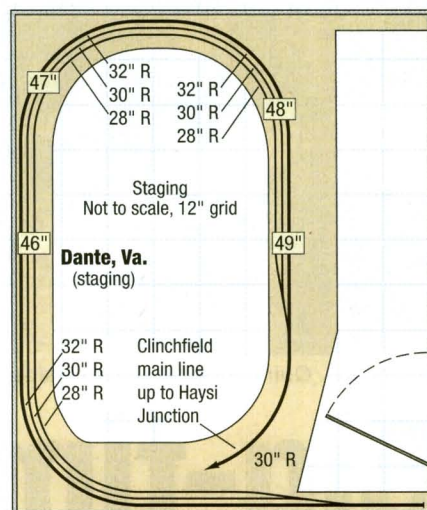 47"
32" R
30" R
28" R
32" R
30" R
28" R
48"
Staging
Not to scale, 12" grid
46"
49"
Dante, Va.
(staging)
32" R
30" R
28" R
Clinchfield
main line
up to Haysi
Junction
30" R